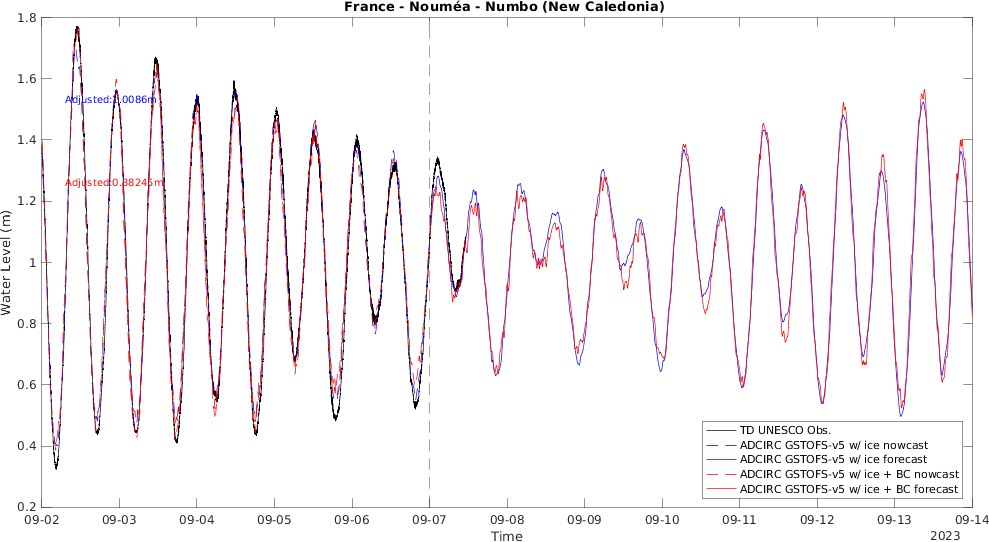 France - Nouméa - Numbo (New Caledonia)
1.8
1.6
1.4
1.2
1
0.8
0.6
0.4
0.2
Water Level (m)
Adjusted:1.0086m
Adjusted:0.88245m
TD UNESCO Obs.
ADCIRC GSTOFS-v5 w/ ice nowcast
ADCIRC GSTOFS-v5 w/ ice forecast
ADCIRC GSTOFS-v5 w/ ice + BC nowcast
ADCIRC GSTOFS-v5 w/ ice + BC forecast
09-02 09-03 09-04 09-05 09-06 09-07 09-08 09-09 09-10 09-11 09-12 09-13 09-14
Time
2023